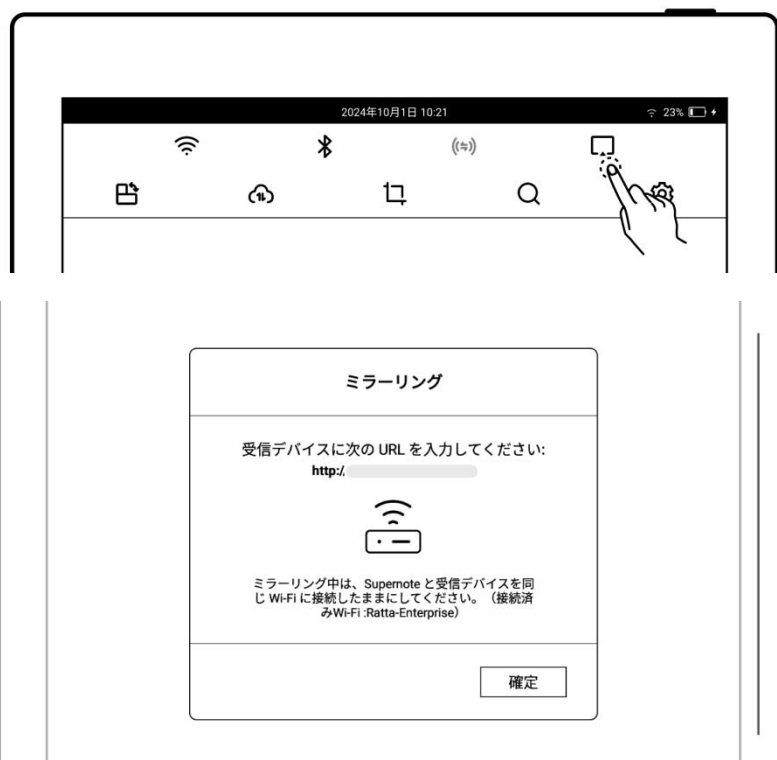 2024年10月1日 10:21
23%
ミラーリング
受信デバイスに次の URL を入力してください:
http:/.
ミラーリング中は、Supernote と受信デバイスを同
じ Wi-Fi に接続したままにしてください。（接続済
みWi-Fi :Ratta-Enterprise）
確定